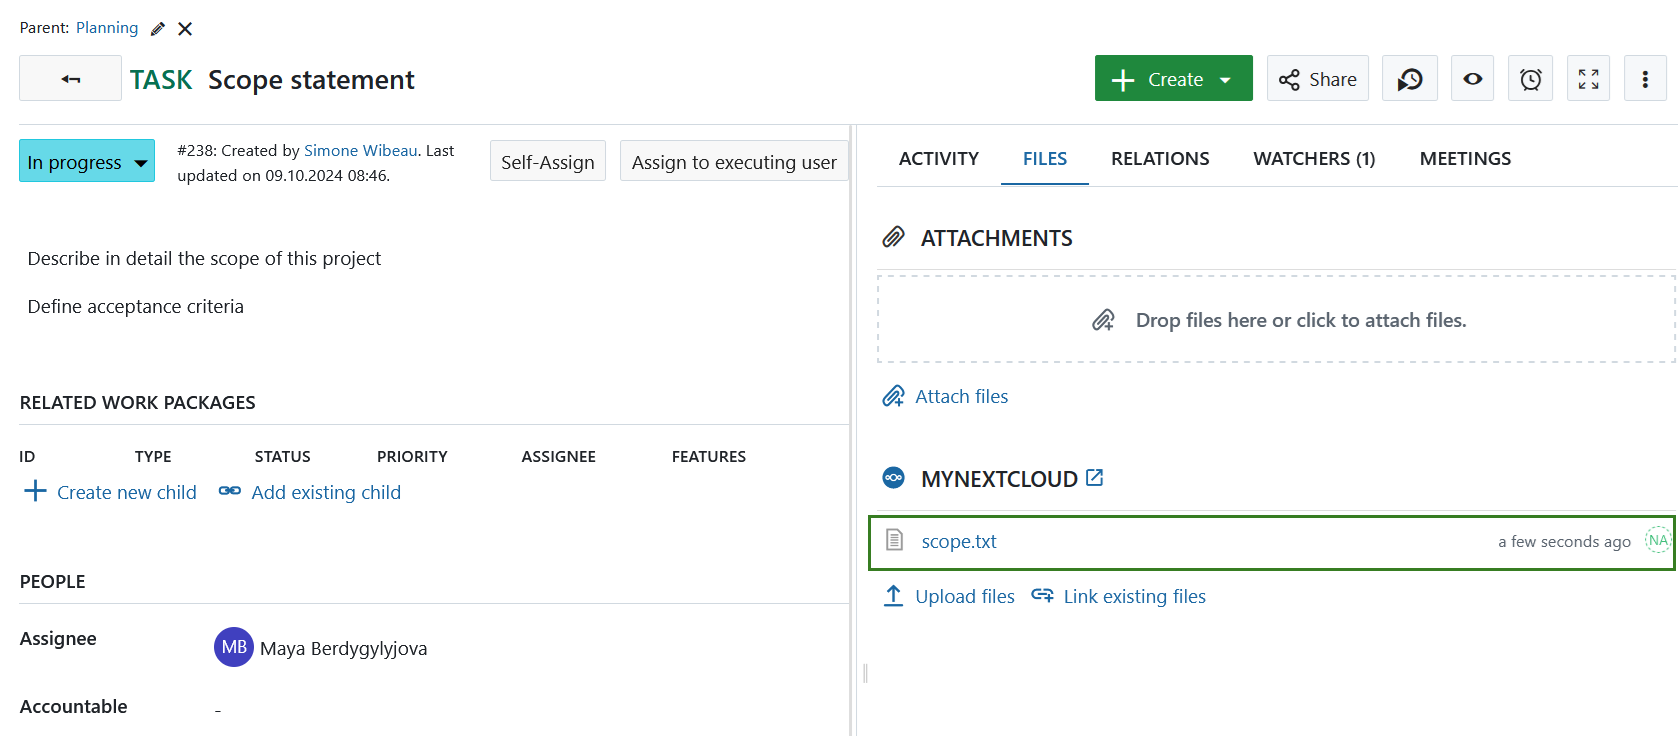 Parent: Planning
TASK Scope statement
Create
Share
In progress
#238: Created by Simone Wibeau. Last
updated on 09.10.2024 08:46.
Self-Assign
Assign to executing user
Describe in detail the scope of this project
Define acceptance criteria
RELATED WORK PACKAGES
ID TYPE STATUS PRIORITY ASSIGNEE FEATURES
Create new child Add existing child
PEOPLE
Assignee MB Maya Berdygylyjova
Accountable -
ACTIVITY FILES RELATIONS WATCHERS (1) MEETINGS
ATTACHMENTS
Drop files here or click to attach files.
Attach files
MYNEXTCLOUD
scope.txt a few seconds ago NA
Upload files Link existing files